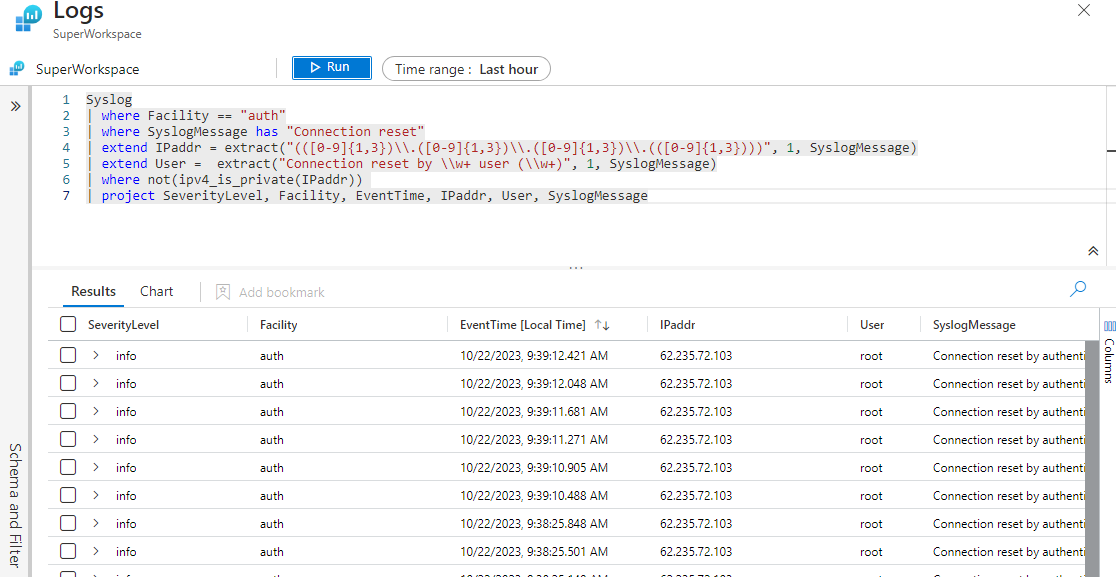 Logs
SuperWorkspace
SuperWorkspace
Run
Time range : Last hour
1 Syslog
2 | where Facility == "auth"
3 | where SyslogMessage has "Connection reset"
4 | extend IPaddr = extract("(([0-9]{1,3})\\.([0-9]{1,3})\\.([0-9]{1,3})\\.(([0-9]{1,3})))", 1, SyslogMessage)
5 | extend User =  extract("Connection reset by \\w+ user (\\w+)", 1, SyslogMessage)
6 | where not(ipv4_is_private(IPaddr))
7 | project SeverityLevel, Facility, EventTime, IPaddr, User, SyslogMessage
Results Chart Add bookmark
SeverityLevel Facility EventTime [Local Time] IPaddr User SyslogMessage
info auth 10/22/2023, 9:39:12.421 AM 62.235.72.103 root Connection reset by authenti
info auth 10/22/2023, 9:39:12.048 AM 62.235.72.103 root Connection reset by authenti
info auth 10/22/2023, 9:39:11.681 AM 62.235.72.103 root Connection reset by authenti
info auth 10/22/2023, 9:39:11.271 AM 62.235.72.103 root Connection reset by authenti
info auth 10/22/2023, 9:39:10.905 AM 62.235.72.103 root Connection reset by authenti
info auth 10/22/2023, 9:39:10.488 AM 62.235.72.103 root Connection reset by authenti
info auth 10/22/2023, 9:38:25.848 AM 62.235.72.103 root Connection reset by authenti
info auth 10/22/2023, 9:38:25.501 AM 62.235.72.103 root Connection reset by authenti
Schema and Filter
Columns